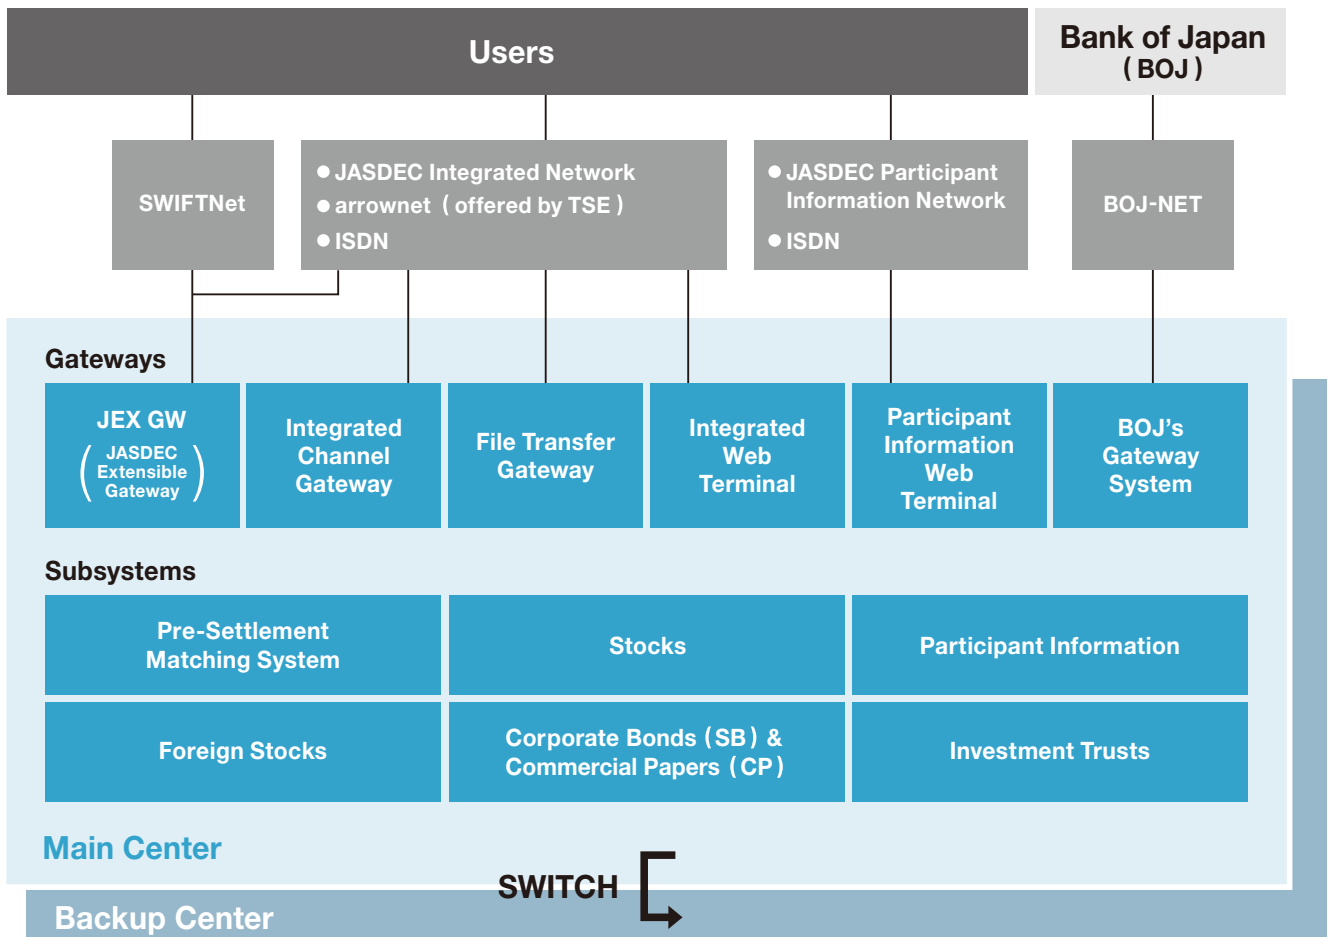 Users
Bank of Japan
( BOJ )
SWIFTNet
● JASDEC Integrated Network
● arrownet ( offered by TSE )
● ISDN
● JASDEC Participant
Information Network
● ISDN
BOJ-NET
Gateways
JEX GW
( JASDEC
Extensible
Gateway )
Integrated
Channel
Gateway
File Transfer
Gateway
Integrated
Web
Terminal
Participant
Information
Web
Terminal
BOJ’s
Gateway
System
Subsystems
Pre-Settlement
Matching System
Stocks
Participant Information
Foreign Stocks
Corporate Bonds ( SB ) &
Commercial Papers ( CP )
Investment Trusts
Main Center
SWITCH
Backup Center